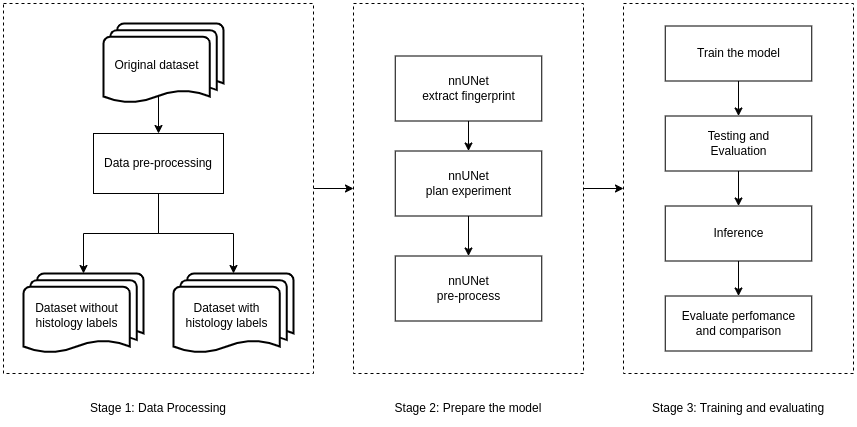 Original dataset
Data pre-processing
Dataset without
histology labels
Dataset with
histology labels
Stage 1: Data Processing
nnUNet
extract fingerprint
nnUNet
plan experiment
nnUNet
pre-process
Stage 2: Prepare the model
Train the model
Testing and
Evaluation
Inference
Evaluate perfomance
and comparison
Stage 3: Training and evaluating